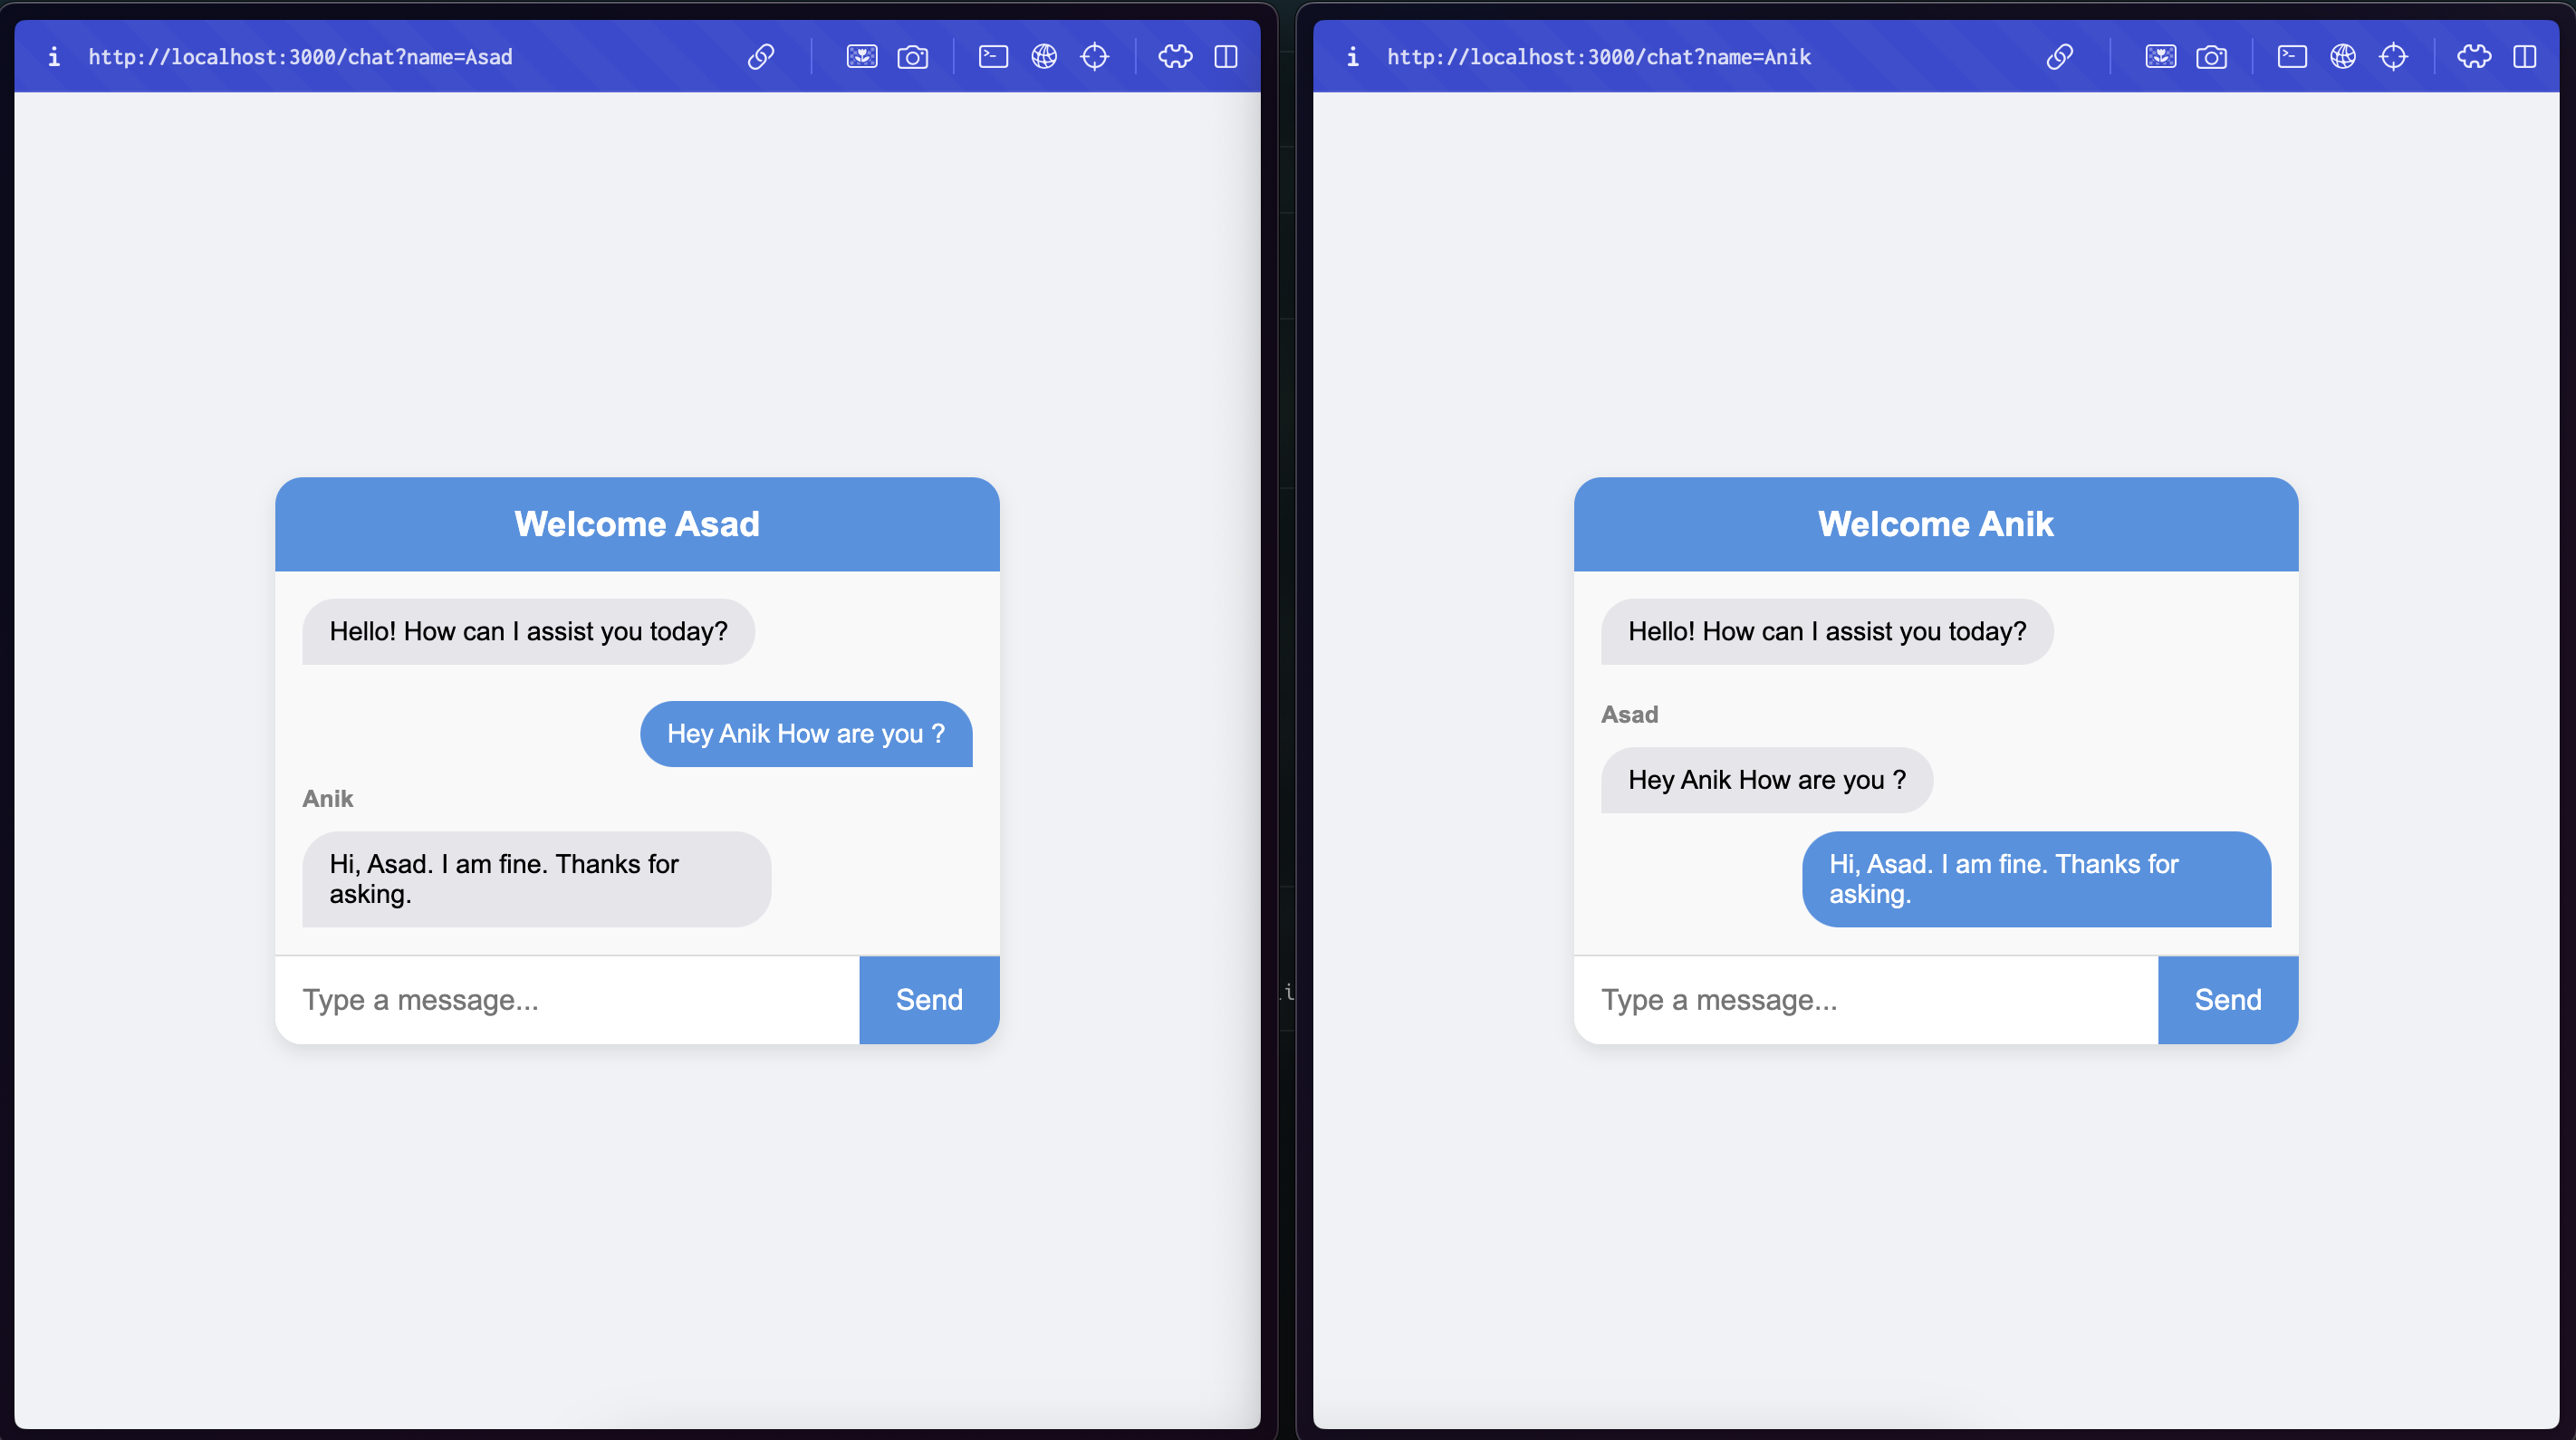 http://localhost:3000/chat?name=Asad
Welcome Asad
Hello! How can I assist you today?
Hey Anik How are you ?
Anik
Hi, Asad. I am fine. Thanks for
asking.
Type a message...
Send
http://localhost:3000/chat?name=Anik
Welcome Anik
Hello! How can I assist you today?
Asad
Hey Anik How are you ?
Hi, Asad. I am fine. Thanks for
asking.
Type a message...
Send